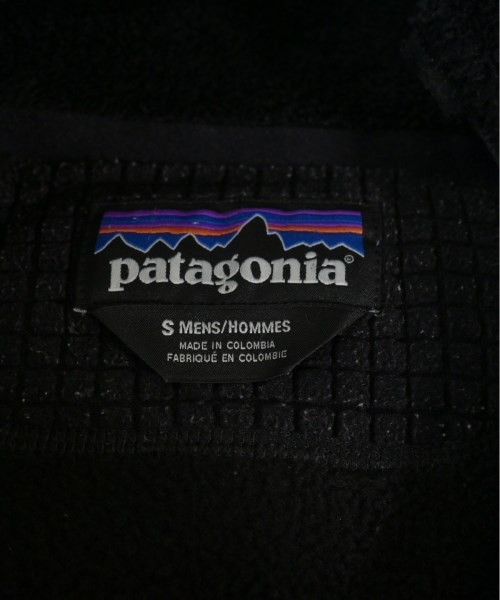 patagonia®
S MENS/HOMMES
MADE IN COLOMBIA
FABRIQUÉ EN COLOMBIE